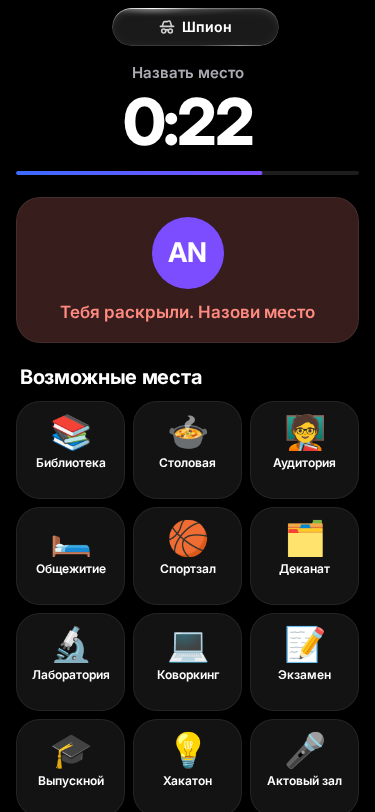 Шпион
Назвать место
0:22
AN
Тебя раскрыли. Назови место
Возможные места
Библиотека
Столовая
Аудитория
Общежитие
Спортзал
Деканат
Лаборатория
Коворкинг
Экзамен
Выпускной
Хакатон
Актовый зал